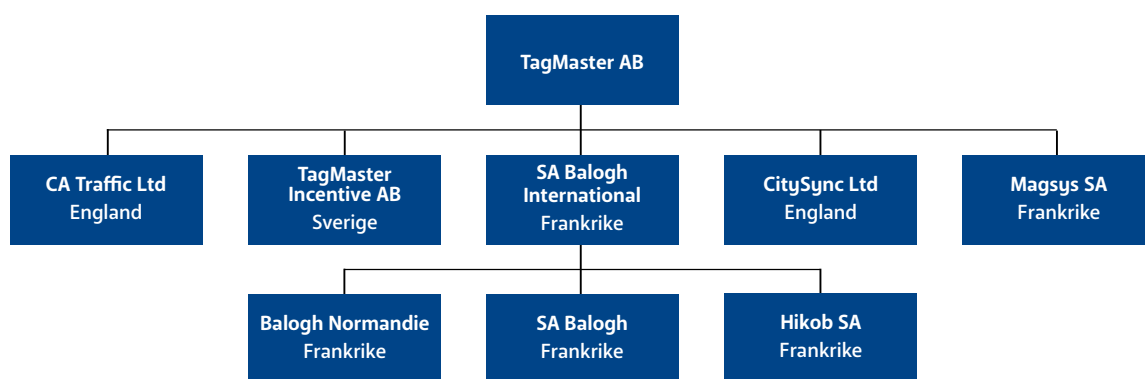 TagMaster AB
CA Traffic Ltd
England
TagMaster
Incentive AB
Sverige
SA Balogh
International
Frankrike
CitySync Ltd
England
Magsys SA
Frankrike
Balogh Normandie
Frankrike
SA Balogh
Frankrike
Hikob SA
Frankrike